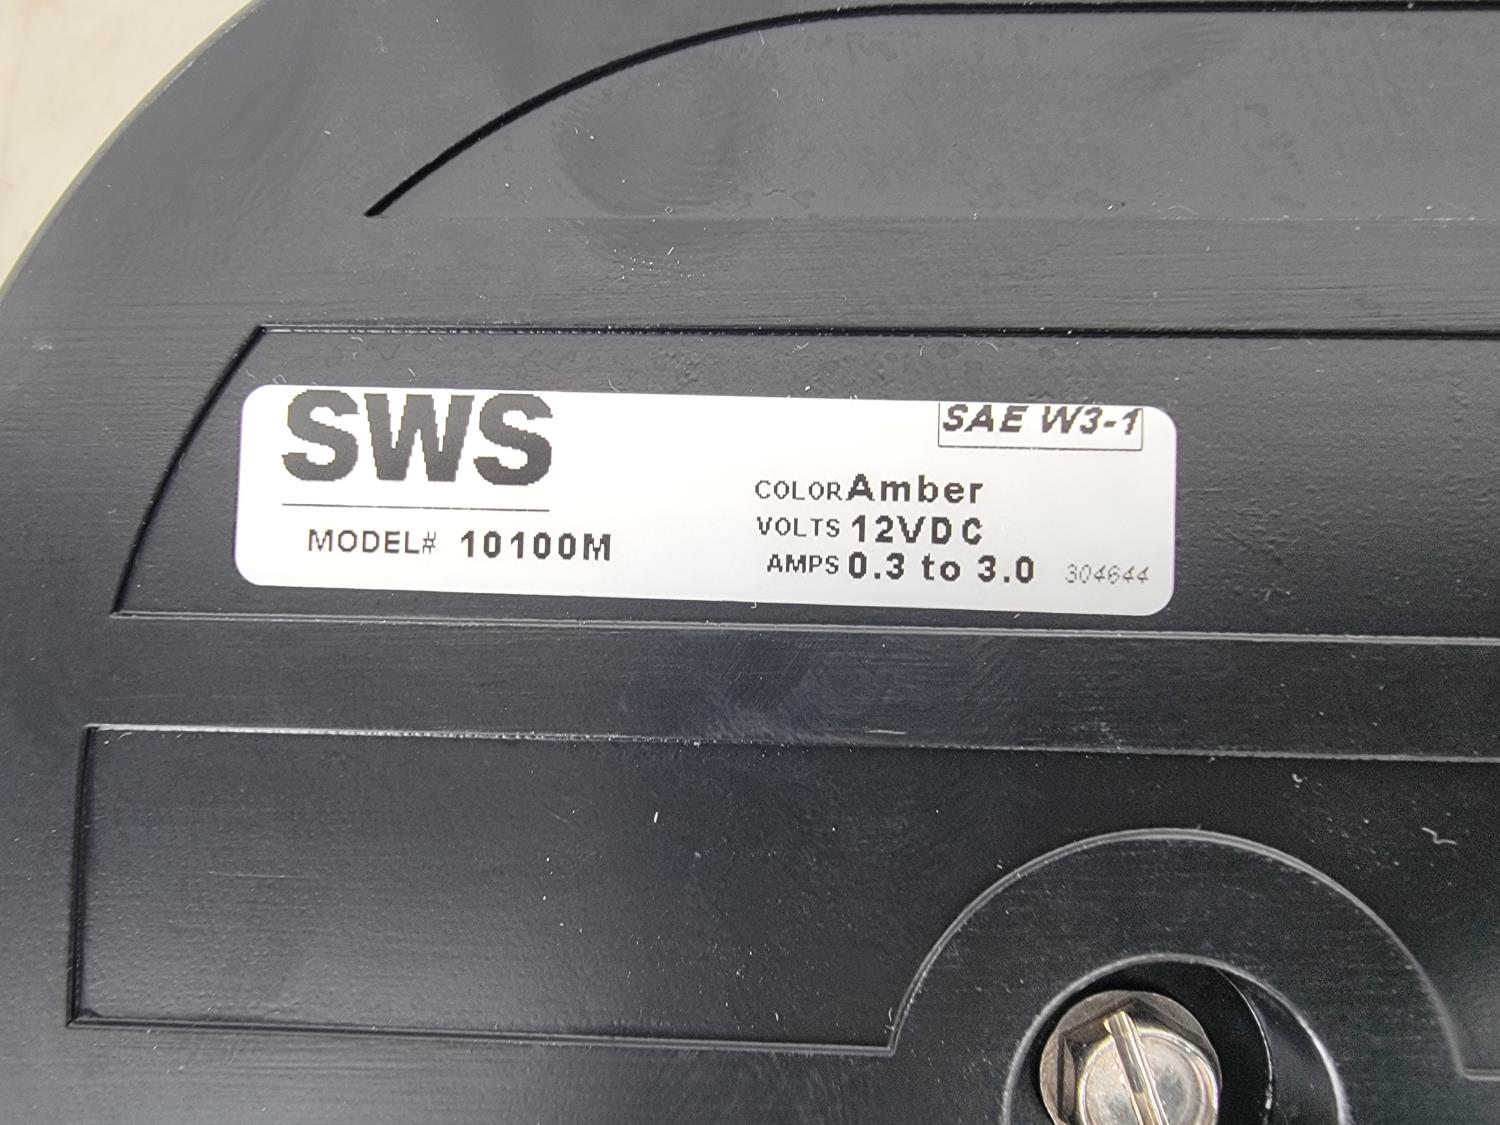 SWS
SAE W3-1
MODEL# 10100M
COLOR Amber
VOLTS 12VDC
AMPS 0.3 to 3.0
304644